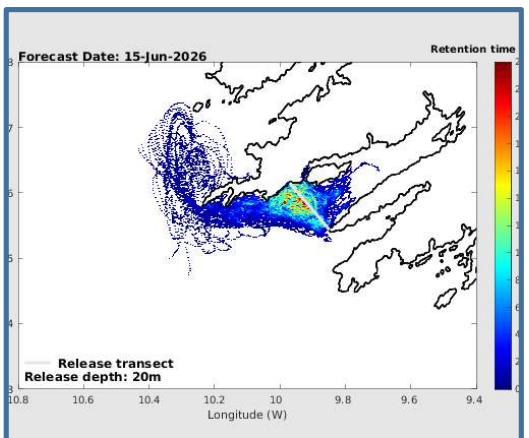 Retention time
Forecast Date: 15-Jun-2026
Release transect
Release depth: 20m
10.8 10.6 10.4 10.2 10 9.8 9.6 9.4
Longitude (W)